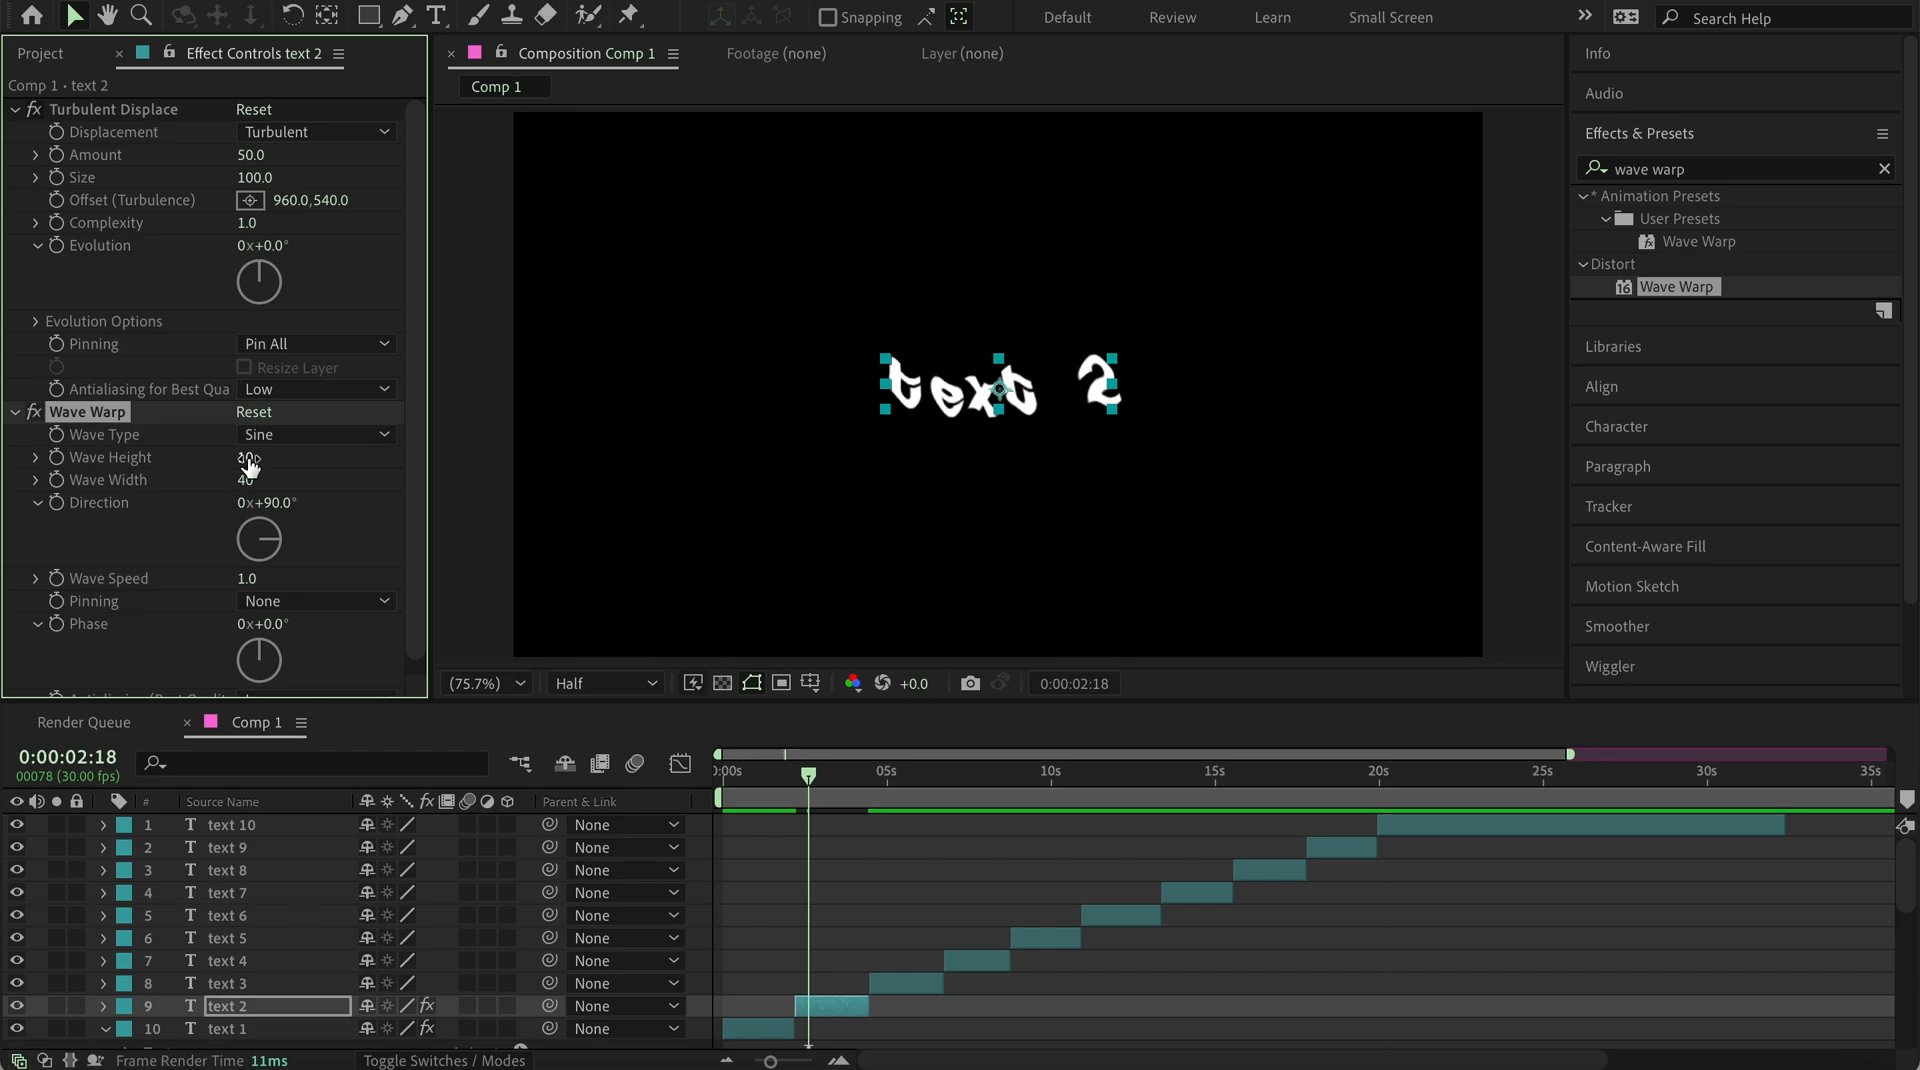 Snapping
Default
Review
Learn
Small Screen
Search Help
Project
Effect Controls text 2
Composition Comp 1
Footage (none)
Layer (none)
Info
Comp 1 • text 2
Comp 1
Audio
fx Turbulent Displace Reset
Displacement Turbulent
Amount 50.0
Size 100.0
Offset (Turbulence) 960.0,540.0
Complexity 1.0
Evolution 0x+0.0°
Evolution Options
Pinning Pin All
Resize Layer
Antialiasing for Best Qua Low
fx Wave Warp Reset
Wave Type Sine
Wave Height
Wave Width 40
Direction 0x+90.0°
Wave Speed 1.0
Pinning None
Phase 0x+0.0°
text 2
Effects & Presets
wave warp
* Animation Presets
User Presets
Wave Warp
Distort
16 Wave Warp
Libraries
Align
Character
Paragraph
Tracker
Content-Aware Fill
Motion Sketch
Smoother
Wiggler
(75.7%)
Half
+0.0
0:00:02:18
Render Queue
Comp 1
0:00:02:18
00078 (30.00 fps)
0:00s 05s 10s 15s 20s 25s 30s 35s
# Source Name fx Parent & Link
1 T text 10 None
2 T text 9 None
3 T text 8 None
4 T text 7 None
5 T text 6 None
6 T text 5 None
7 T text 4 None
8 T text 3 None
9 T text 2 fx None
10 T text 1 fx None
Frame Render Time 11ms
Toggle Switches / Modes